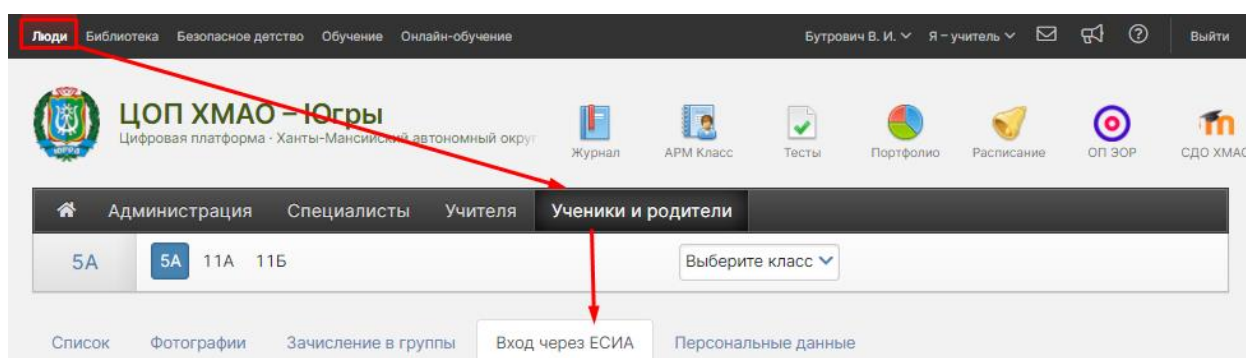 Люди Библиотека Безопасное детство Обучение Онлайн-обучение Бутрович В. И. Я – учитель Выйти
ЦОП ХМАО – Югры
Цифровая платформа · Ханты-Мансийский автономный округ
Журнал АРМ Класс Тесты Портфолио Расписание ОП ЭОР СДО ХМАО
Администрация Специалисты Учителя Ученики и родители
5А 5А 11А 11Б Выберите класс
Список Фотографии Зачисление в группы Вход через ЕСИА Персональные данные